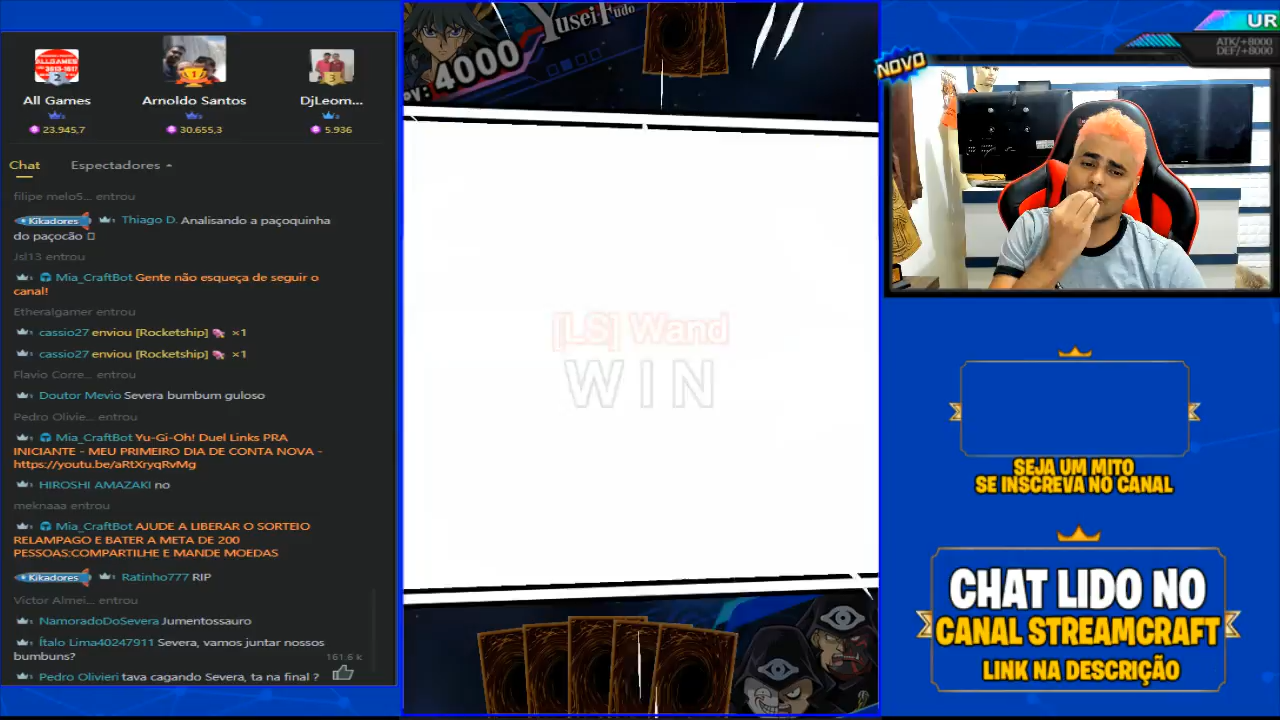 All Games
Arnoldo Santos
DjLeom...
23.945,7
30.655,3
5.936
Chat
Espectadores
filipe melo5... entrou
Kikadores Thiago D. Analisando a paçoquinha
do paçocão
Jsl13 entrou
Mia_CraftBot Gente não esqueça de seguir o
canal!
Etheralgamer entrou
cassio27 enviou [Rocketship] ×1
cassio27 enviou [Rocketship] ×1
Flavio Corre... entrou
Doutor Mevio Severa bumbum guloso
Pedro Olivie... entrou
Mia_CraftBot Yu-Gi-Oh! Duel Links PRA
INICIANTE - MEU PRIMEIRO DIA DE CONTA NOVA -
https://youtu.be/aRtXryqRvMg
HIROSHI AMAZAKI no
meknaaa entrou
Mia_CraftBot AJUDE A LIBERAR O SORTEIO
RELAMPAGO E BATER A META DE 200
PESSOAS:COMPARTILHE E MANDE MOEDAS
Kikadores Ratinho777 RIP
Victor Almei... entrou
NamoradoDoSevera Jumentossauro
Ítalo Lima40247911 Severa, vamos juntar nossos
bumbuns?
161.6 k
Pedro Olivieri tava cagando Severa, ta na final ?
Yusei Fudo
PV: 4000
[LS] Wand
WIN
UR
ATK/+8000
DEF/+8000
NOVO
SEJA UM MITO
SE INSCREVA NO CANAL
CHAT LIDO NO
CANAL STREAMCRAFT
LINK NA DESCRIÇÃO